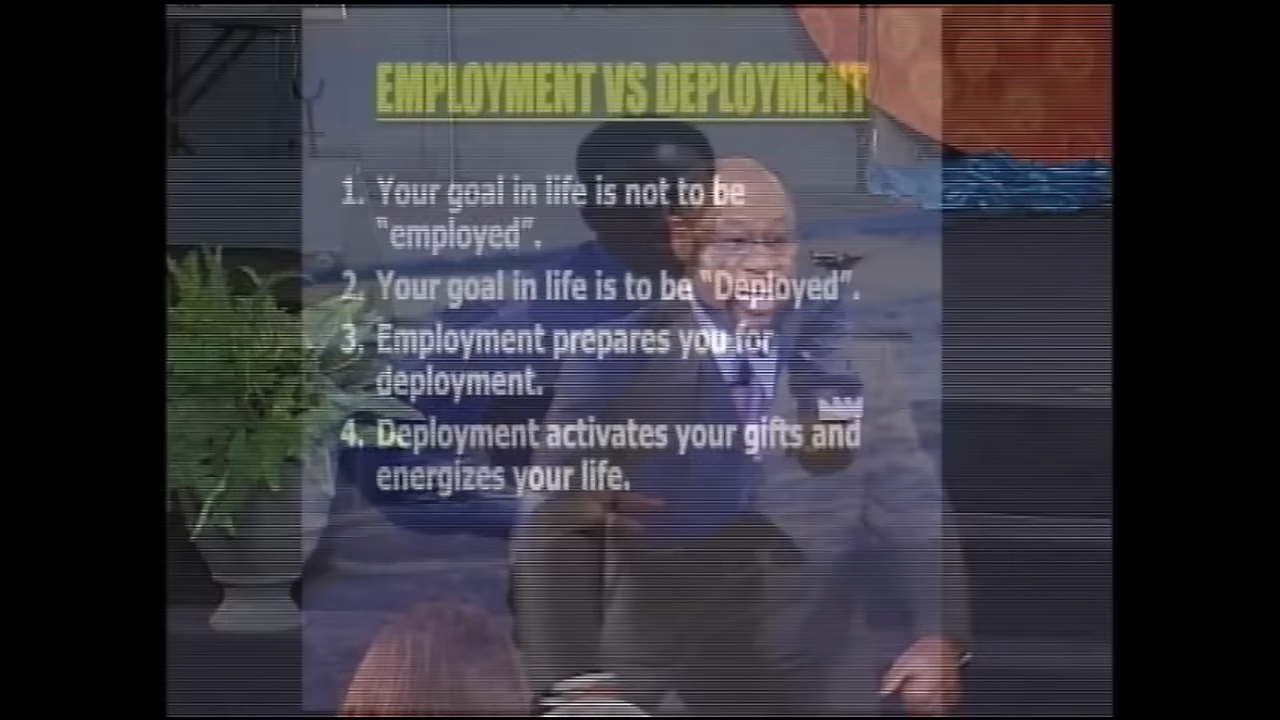 EMPLOYMENT VS DEPLOYMENT
1. Your goal in life is not to be
"employed".
2. Your goal in life is to be "Deployed".
3. Employment prepares you for
deployment.
4. Deployment activates your gifts and
energizes your life.